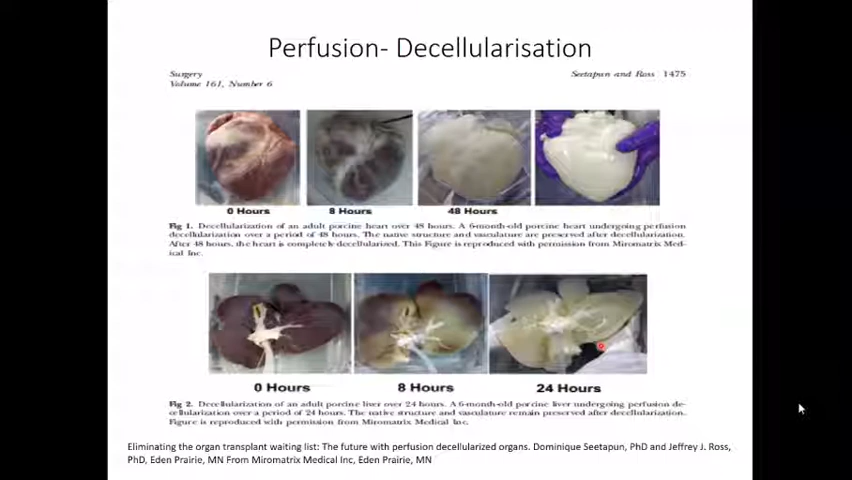 Perfusion- Decellularisation
Surgery
Volume 161, Number 6
Seetapun and Ross 1475
0 Hours
8 Hours
48 Hours
Fig 1. Decellularization of an adult porcine heart over 48 hours. A 6-month-old porcine heart undergoing perfusion
decellularization over a period of 48 hours. The native structure and vasculature are preserved after decellularization.
After 48 hours, the heart is completely decellularized. This Figure is reproduced with permission from Miromatrix Med-
ical Inc.
0 Hours
8 Hours
24 Hours
Fig 2. Decellularization of an adult porcine liver over 24 hours. A 6-month-old porcine liver undergoing perfusion de-
cellularization over a period of 24 hours. The native structure and vasculature remain preserved after decellularization.
Figure is reproduced with permission from Miromatrix Medical Inc.
Eliminating the organ transplant waiting list: The future with perfusion decellularized organs. Dominique Seetapun, PhD and Jeffrey J. Ross,
PhD, Eden Prairie, MN From Miromatrix Medical Inc, Eden Prairie, MN